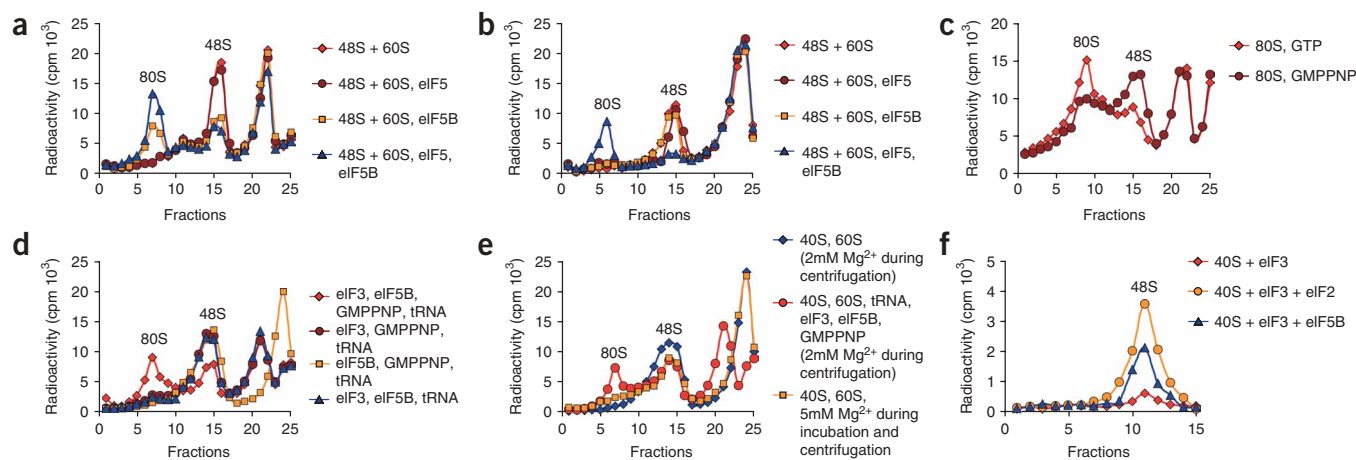 a
Radioactivity (cpm 10³)
25
20
15
10
5
0
80S
48S
0 5 10 15 20 25
Fractions
48S + 60S
48S + 60S, eIF5
48S + 60S, eIF5B
48S + 60S, eIF5,
eIF5B
b
Radioactivity (cpm 10³)
25
20
15
10
5
0
80S
48S
0 5 10 15 20 25
Fractions
48S + 60S
48S + 60S, eIF5
48S + 60S, eIF5B
48S + 60S, eIF5,
eIF5B
c
Radioactivity (cpm 10³)
20
15
10
5
0
80S
48S
0 5 10 15 20 25
Fractions
80S, GTP
80S, GMPPNP
d
Radioactivity (cpm 10³)
25
20
15
10
5
0
80S
48S
0 5 10 15 20 25
Fractions
eIF3, eIF5B,
GMPPNP, tRNA
eIF3, GMPPNP,
tRNA
eIF5B, GMPPNP,
tRNA
eIF3, eIF5B, tRNA
e
Radioactivity (cpm 10³)
25
20
15
10
5
0
80S
48S
0 5 10 15 20 25
Fractions
40S, 60S
(2mM Mg²⁺ during
centrifugation)
40S, 60S, tRNA,
eIF3, eIF5B,
GMPPNP
(2mM Mg²⁺ during
centrifugation)
40S, 60S,
5mM Mg²⁺ during
incubation and
centrifugation
f
Radioactivity (cpm 10³)
5
4
3
2
1
0
48S
0 5 10 15
Fractions
40S + eIF3
40S + eIF3 + eIF2
40S + eIF3 + eIF5B